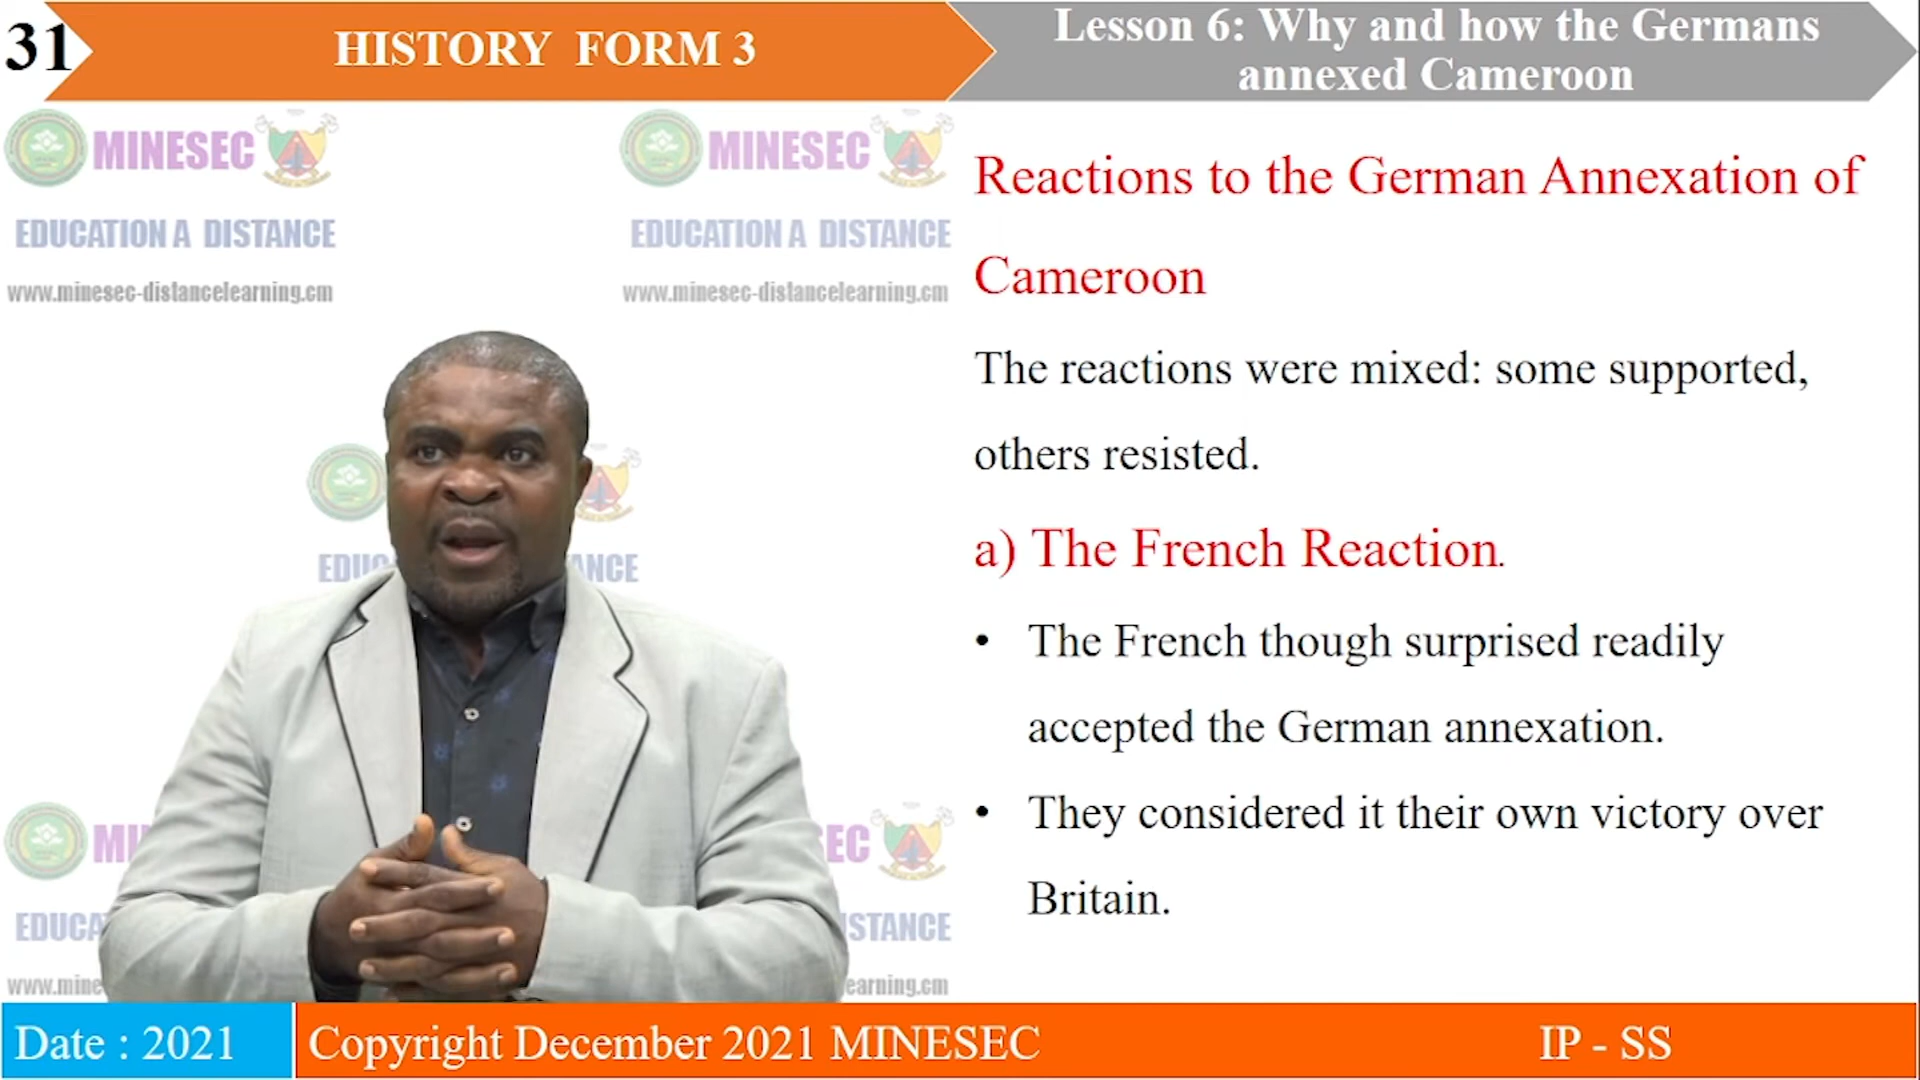 31
HISTORY FORM 3
Lesson 6: Why and how the Germans
annexed Cameroon
MINESEC
EDUCATION A DISTANCE
www.minesec-distancelearning.cm
MINESEC
EDUCATION A DISTANCE
www.minesec-distancelearning.cm
Reactions to the German Annexation of
Cameroon
The reactions were mixed: some supported,
others resisted.
a) The French Reaction.
• The French though surprised readily
accepted the German annexation.
• They considered it their own victory over
Britain.
Date : 2021
Copyright December 2021 MINESEC
IP - SS